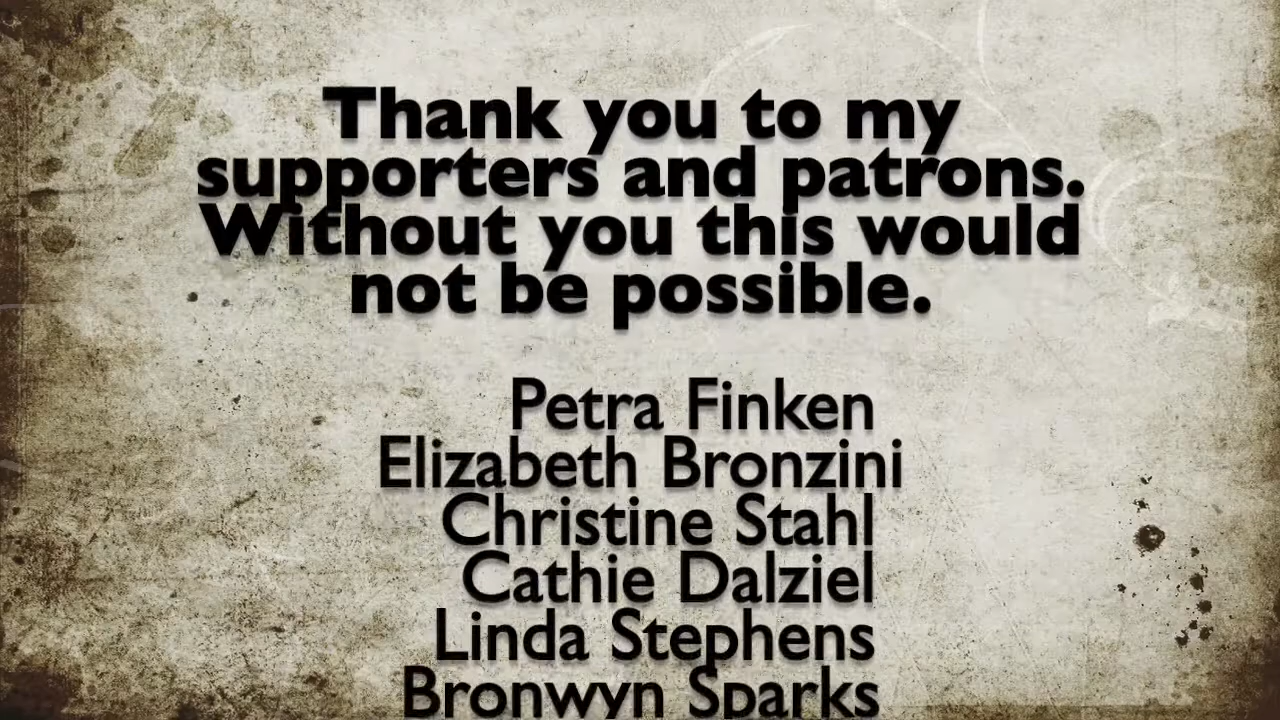 Thank you to my
supporters and patrons.
Without you this would
not be possible.
Petra Finken
Elizabeth Bronzini
Christine Stahl
Cathie Dalziel
Linda Stephens
Bronwyn Sparks